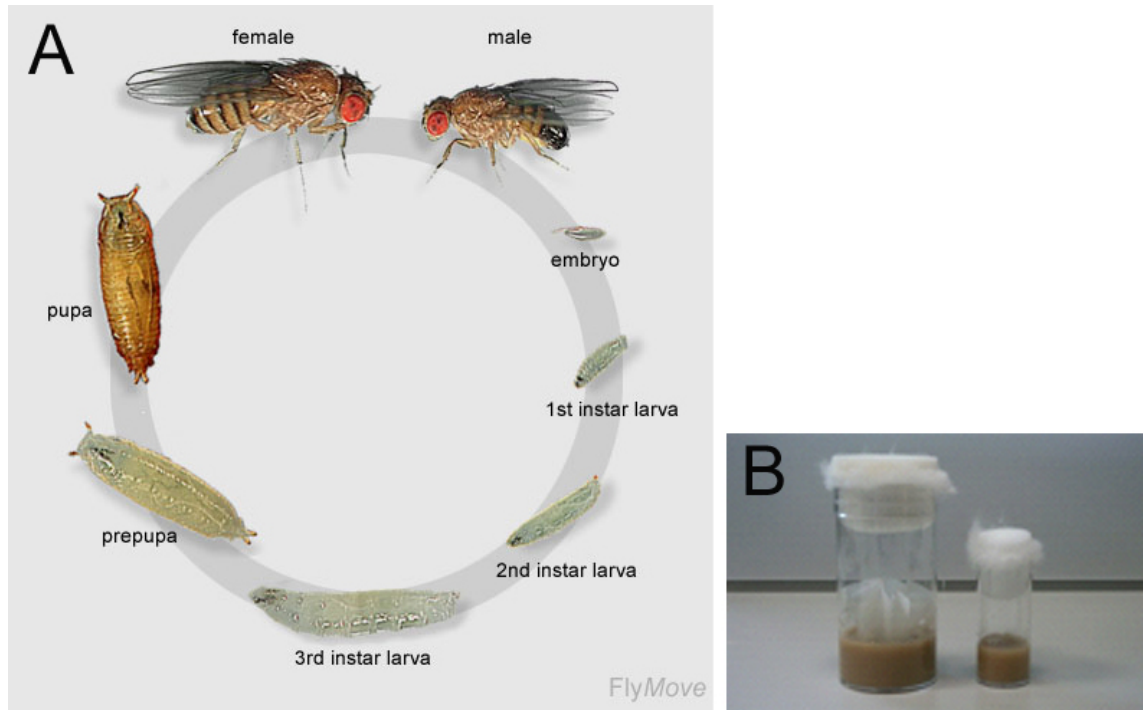 A
female
male
embryo
pupa
1st instar larva
B
prepupa
2nd instar larva
3rd instar larva
FlyMove